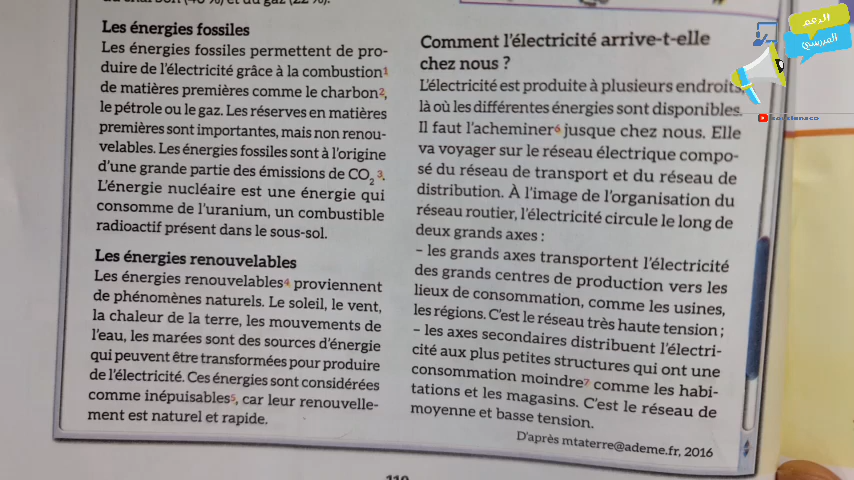 Les énergies fossiles
Les énergies fossiles permettent de pro-
duire de l'électricité grâce à la combustion¹
de matières premières comme le charbon²,
le pétrole ou le gaz. Les réserves en matières
premières sont importantes, mais non renou-
velables. Les énergies fossiles sont à l'origine
d'une grande partie des émissions de CO₂³.
L'énergie nucléaire est une énergie qui
consomme de l'uranium, un combustible
radioactif présent dans le sous-sol.
Les énergies renouvelables
Les énergies renouvelables⁴ proviennent
de phénomènes naturels. Le soleil, le vent,
la chaleur de la terre, les mouvements de
l'eau, les marées sont des sources d'énergie
qui peuvent être transformées pour produire
de l'électricité. Ces énergies sont considérées
comme inépuisables⁵, car leur renouvelle-
ment est naturel et rapide.
Comment l'électricité arrive-t-elle
chez nous ?
L'électricité est produite à plusieurs endroits,
là où les différentes énergies sont disponibles.
Il faut l'acheminer⁶ jusque chez nous. Elle
va voyager sur le réseau électrique compo-
sé du réseau de transport et du réseau de
distribution. À l'image de l'organisation du
réseau routier, l'électricité circule le long de
deux grands axes :
– les grands axes transportent l'électricité
des grands centres de production vers les
lieux de consommation, comme les usines,
les régions. C'est le réseau très haute tension ;
– les axes secondaires distribuent l'électri-
cité aux plus petites structures qui ont une
consommation moindre⁷ comme les habi-
tations et les magasins. C'est le réseau de
moyenne et basse tension.
D'après mtaterre@ademe.fr, 2016
الدعم
المدرسي